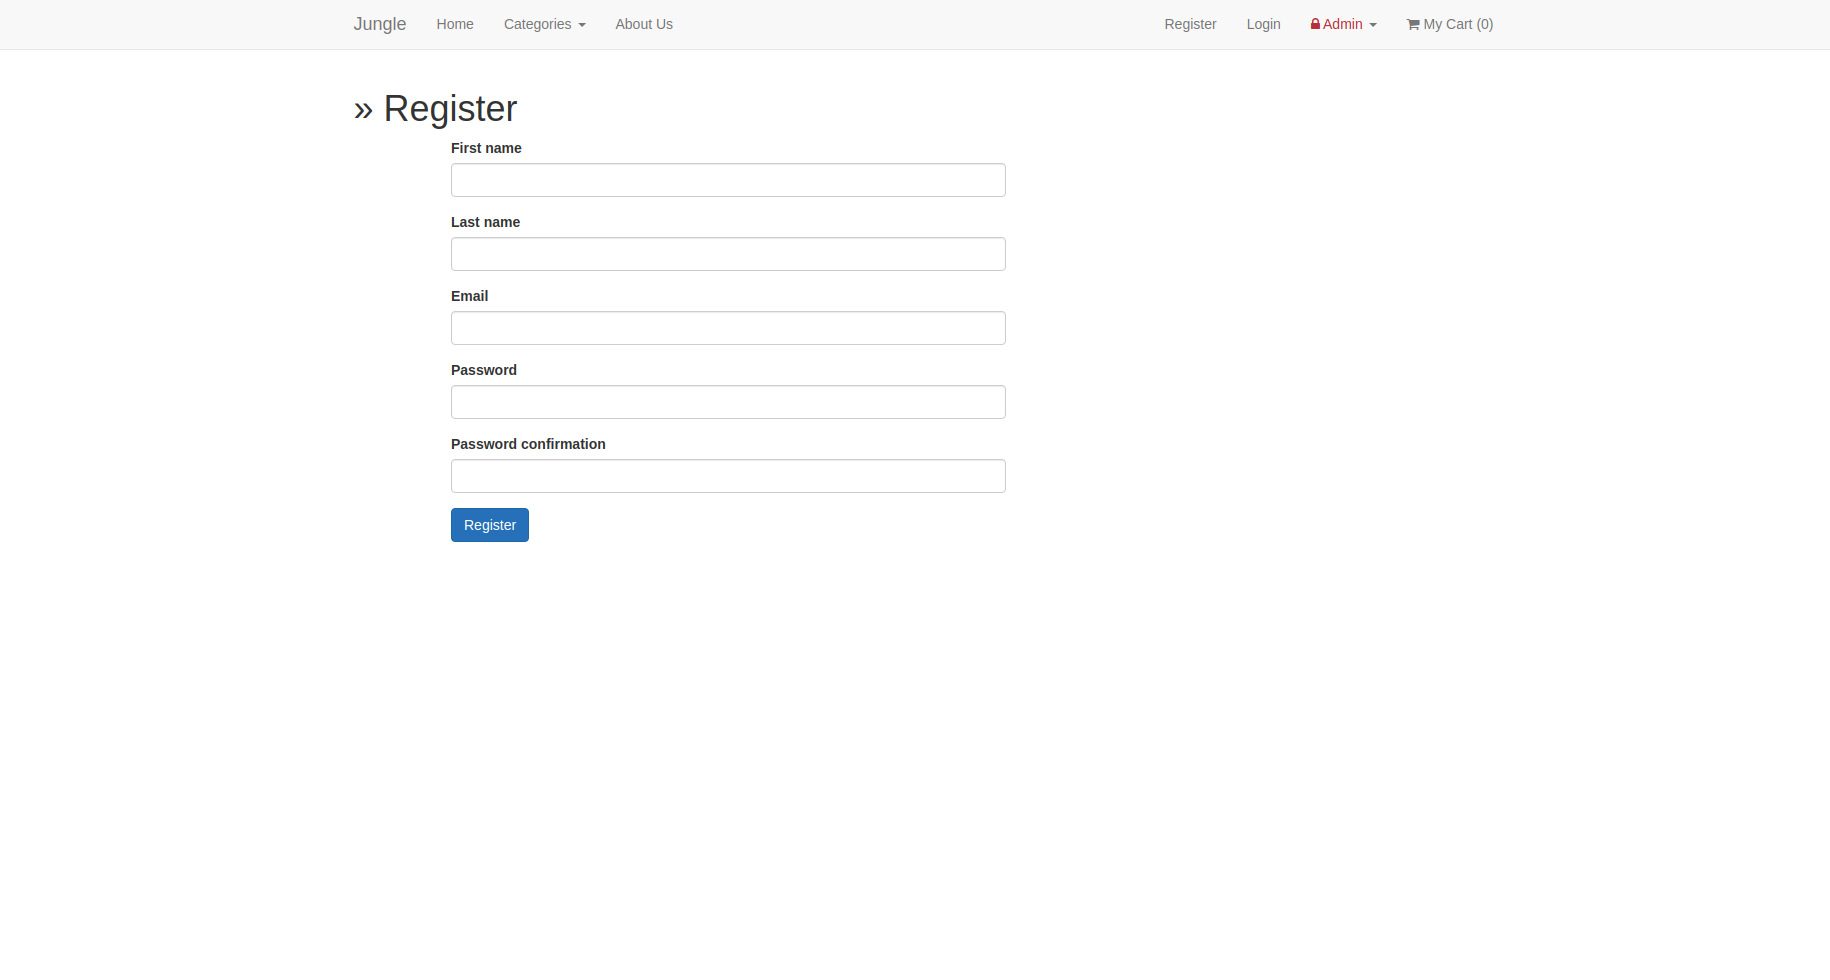 Jungle Home Categories About Us Register Login Admin My Cart (0)
» Register
First name
Last name
Email
Password
Password confirmation
Register